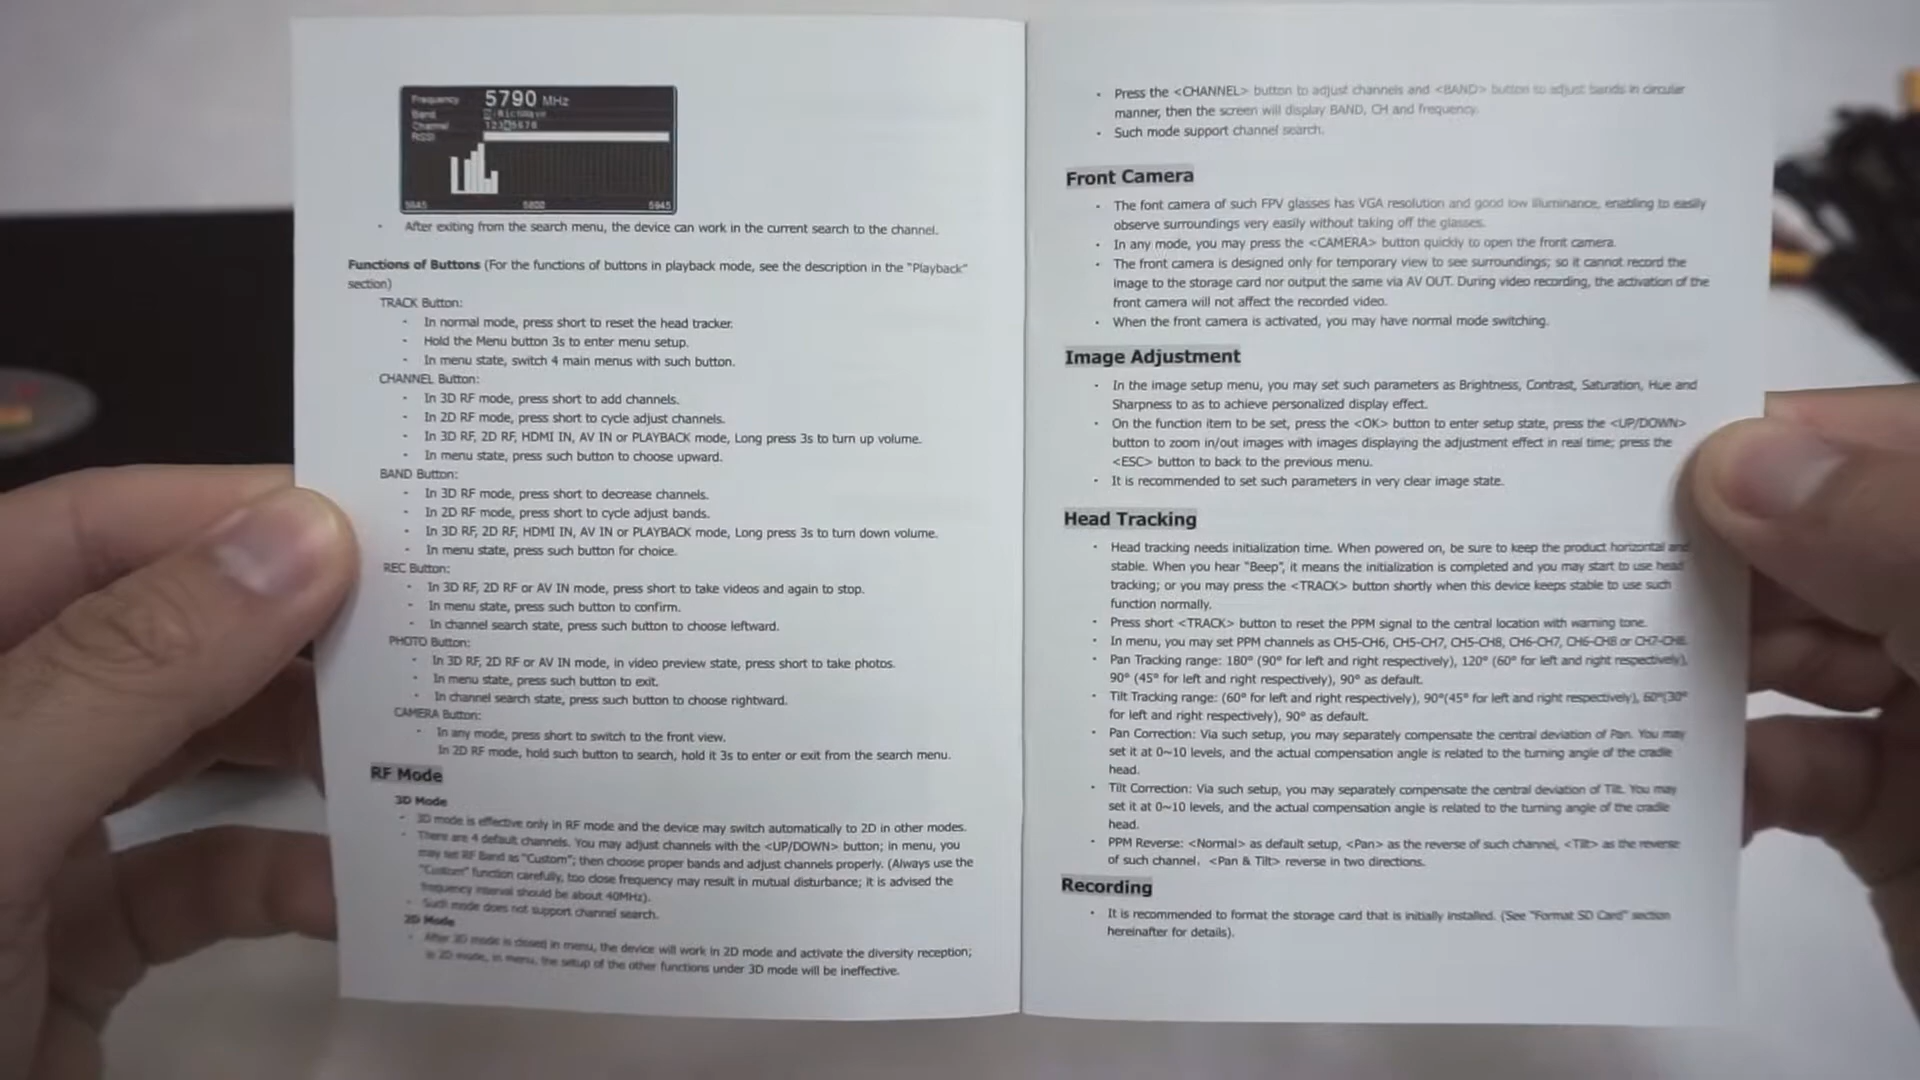 Frequency 5790 MHz
Band
Channel
RSSI
5645 5800 5945
- After exiting from the search menu, the device can work in the current search to the channel.
Functions of Buttons (For the functions of buttons in playback mode, see the description in the "Playback"
section)
TRACK Button:
- In normal mode, press short to reset the head tracker.
- Hold the Menu button 3s to enter menu setup.
- In menu state, switch 4 main menus with such button.
CHANNEL Button:
- In 3D RF mode, press short to add channels.
- In 2D RF mode, press short to cycle adjust channels.
- In 3D RF, 2D RF, HDMI IN, AV IN or PLAYBACK mode, Long press 3s to turn up volume.
- In menu state, press such button to choose upward.
BAND Button:
- In 3D RF mode, press short to decrease channels.
- In 2D RF mode, press short to cycle adjust bands.
- In 3D RF, 2D RF, HDMI IN, AV IN or PLAYBACK mode, Long press 3s to turn down volume.
- In menu state, press such button for choice.
REC Button:
- In 3D RF, 2D RF or AV IN mode, press short to take videos and again to stop.
- In menu state, press such button to confirm.
- In channel search state, press such button to choose leftward.
PHOTO Button:
- In 3D RF, 2D RF or AV IN mode, in video preview state, press short to take photos.
- In menu state, press such button to exit.
- In channel search state, press such button to choose rightward.
CAMERA Button:
- In any mode, press short to switch to the front view.
In 2D RF mode, hold such button to search, hold it 3s to enter or exit from the search menu.
RF Mode
3D Mode
- 3D mode is effective only in RF mode and the device may switch automatically to 2D in other modes.
- There are 4 default channels. You may adjust channels with the <UP/DOWN> button; in menu, you
may set RF Band as "Custom"; then choose proper bands and adjust channels properly. (Always use the
"Custom" function carefully, too close frequency may result in mutual disturbance; it is advised the
frequency interval should be about 40MHz).
- Such mode does not support channel search.
2D Mode
- After 3D mode is closed in menu, the device will work in 2D mode and activate the diversity reception;
in 2D mode, in menu, the setup of the other functions under 3D mode will be ineffective.
- Press the <CHANNEL> button to adjust channels and <BAND> button to adjust bands in circular
manner, then the screen will display BAND, CH and frequency.
- Such mode support channel search.
Front Camera
- The font camera of such FPV glasses has VGA resolution and good low illuminance, enabling to easily
observe surroundings very easily without taking off the glasses.
- In any mode, you may press the <CAMERA> button quickly to open the front camera.
- The front camera is designed only for temporary view to see surroundings; so it cannot record the
image to the storage card nor output the same via AV OUT. During video recording, the activation of the
front camera will not affect the recorded video.
- When the front camera is activated, you may have normal mode switching.
Image Adjustment
- In the image setup menu, you may set such parameters as Brightness, Contrast, Saturation, Hue and
Sharpness to as to achieve personalized display effect.
- On the function item to be set, press the <OK> button to enter setup state, press the <UP/DOWN>
button to zoom in/out images with images displaying the adjustment effect in real time; press the
<ESC> button to back to the previous menu.
- It is recommended to set such parameters in very clear image state.
Head Tracking
- Head tracking needs initialization time. When powered on, be sure to keep the product horizontal and
stable. When you hear "Beep", it means the initialization is completed and you may start to use head
tracking; or you may press the <TRACK> button shortly when this device keeps stable to use such
function normally.
- Press short <TRACK> button to reset the PPM signal to the central location with warning tone.
- In menu, you may set PPM channels as CH5-CH6, CH5-CH7, CH5-CH8, CH6-CH7, CH6-CH8 or CH7-CH8.
- Pan Tracking range: 180° (90° for left and right respectively), 120° (60° for left and right respectively),
90° (45° for left and right respectively), 90° as default.
- Tilt Tracking range: (60° for left and right respectively), 90°(45° for left and right respectively), 60°(30°
for left and right respectively), 90° as default.
- Pan Correction: Via such setup, you may separately compensate the central deviation of Pan. You may
set it at 0~10 levels, and the actual compensation angle is related to the turning angle of the cradle
head.
- Tilt Correction: Via such setup, you may separately compensate the central deviation of Tilt. You may
set it at 0~10 levels, and the actual compensation angle is related to the turning angle of the cradle
head.
- PPM Reverse: <Normal> as default setup, <Pan> as the reverse of such channel, <Tilt> as the reverse
of such channel, <Pan & Tilt> reverse in two directions.
Recording
- It is recommended to format the storage card that is initially installed. (See "Format SD Card" section
hereinafter for details).